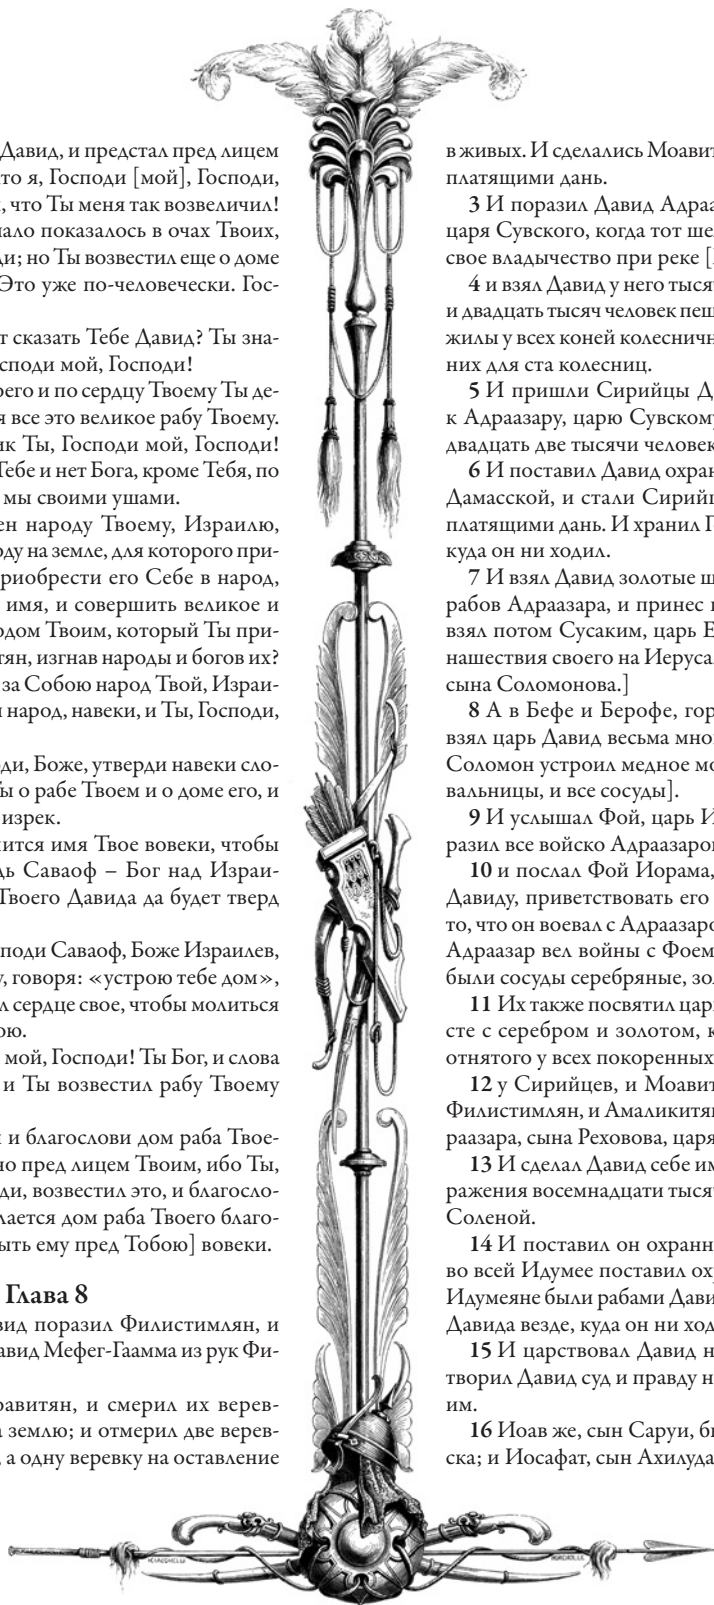 Давид, и предстал пред лицем
то я, Господи [мой], Господи,
, что Ты меня так возвеличил!
ало показалось в очах Твоих,
ди; но Ты возвестил еще о доме
Это уже по-человечески. Гос-
т сказать Тебе Давид? Ты зна-
споди мой, Господи!
его и по сердцу Твоему Ты де-
я все это великое рабу Твоему.
ик Ты, Господи мой, Господи!
Тебе и нет Бога, кроме Тебя, по
мы своими ушами.
ен народу Твоему, Израилю,
оду на земле, для которого при-
риобрести его Себе в народ,
имя, и совершить великое и
одом Твоим, который Ты при-
тян, изгнав народы и богов их?
за Собою народ Твой, Израи-
народ, навеки, и Ты, Господи,
ди, Боже, утверди навеки сло-
ы о рабе Твоем и о доме его, и
изрек.
ится имя Твое вовеки, чтобы
дь Саваоф – Бог над Израи-
Твоего Давида да будет тверд
споди Саваоф, Боже Израилев,
у, говоря: «устрою тебе дом»,
л сердце свое, чтобы молиться
ою.
мой, Господи! Ты Бог, и слова
и Ты возвестил рабу Твоему
и благослови дом раба Твое-
но пред лицем Твоим, ибо Ты,
ди, возвестил это, и благосло-
лается дом раба Твоего благо-
ыть ему пред Тобою] вовеки.
Глава 8
вид поразил Филистимлян, и
авид Мефег-Гаамма из рук Фи-
равитян, и смерил их верев-
а землю; и отмерил две верев-
, а одну веревку на оставление
в живых. И сделались Моавит
платящими дань.
3 И поразил Давид Адраа
царя Сувского, когда тот ше
свое владычество при реке [
4 и взял Давид у него тысяч
и двадцать тысяч человек пеш
жилы у всех коней колесничн
них для ста колесниц.
5 И пришли Сирийцы Д
к Адраазару, царю Сувскому
двадцать две тысячи человек
6 И поставил Давид охран
Дамасской, и стали Сирийц
платящими дань. И хранил Г
куда он ни ходил.
7 И взял Давид золотые щ
рабов Адраазара, и принес и
взял потом Сусаким, царь Е
нашествия своего на Иеруса
сына Соломонова.]
8 А в Бефе и Берофе, гор
взял царь Давид весьма мно
Соломон устроил медное мо
вальницы, и все сосуды].
9 И услышал Фой, царь И
разил все войско Адраазаро
10 и послал Фой Иорама,
Давиду, приветствовать его
то, что он воевал с Адраазаро
Адраазар вел войны с Фоем
были сосуды серебряные, зол
11 Их также посвятил цар
сте с серебром и золотом, к
отнятого у всех покоренных
12 у Сирийцев, и Моавит
Филистимлян, и Амаликитян
раазара, сына Реховова, царя
13 И сделал Давид себе им
ражения восемнадцати тысяч
Соленой.
14 И поставил он охранн
во всей Идумее поставил ох
Идумеяне были рабами Дави
Давида везде, куда он ни ход
15 И царствовал Давид н
творил Давид суд и правду н
им.
16 Иоав же, сын Саруи, б
ска; и Иосафат, сын Ахилуда